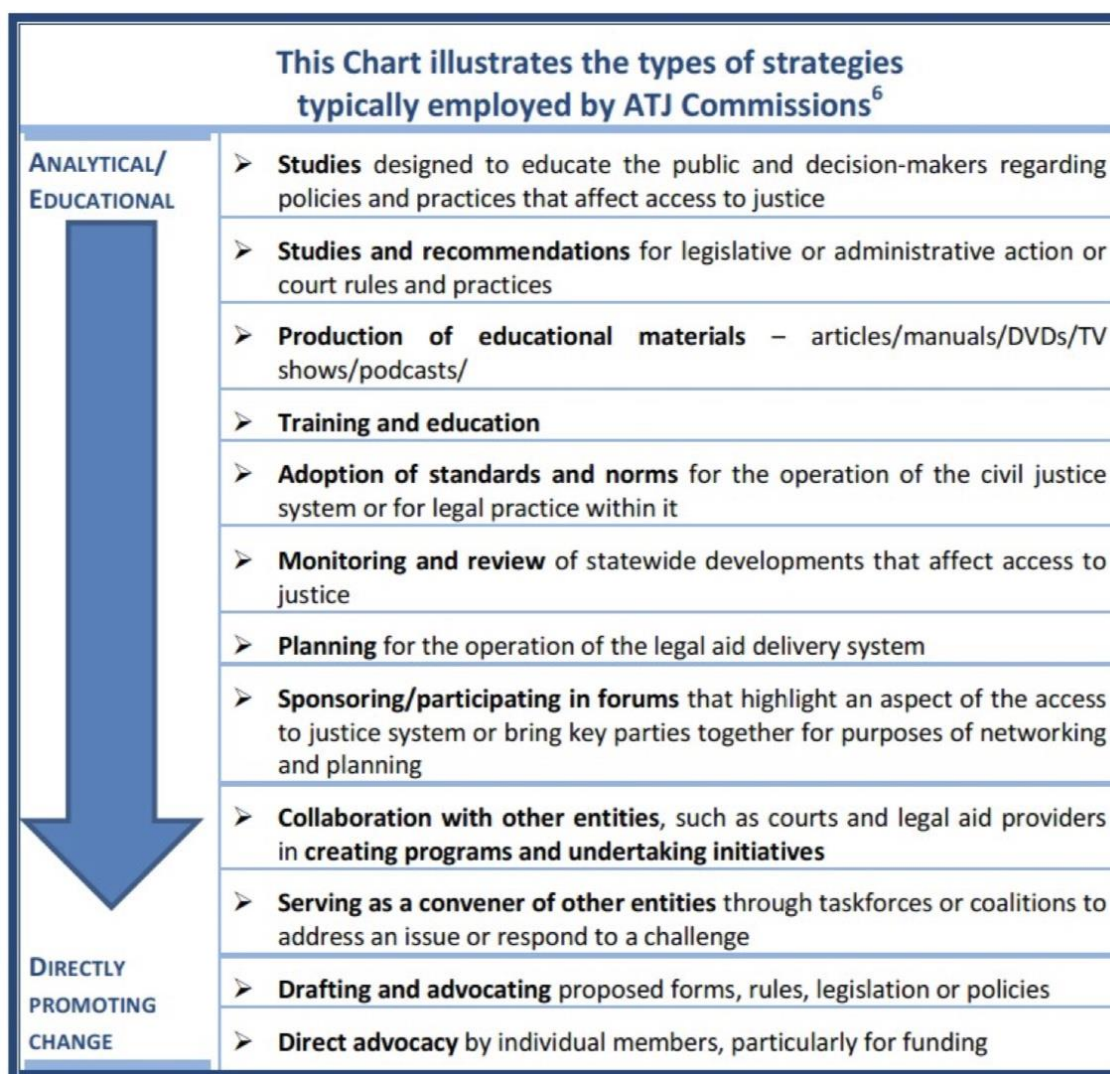 This Chart illustrates the types of strategies
typically employed by ATJ Commissions6
ANALYTICAL/
EDUCATIONAL
➢ Studies designed to educate the public and decision-makers regarding
policies and practices that affect access to justice
➢ Studies and recommendations for legislative or administrative action or
court rules and practices
➢ Production of educational materials – articles/manuals/DVDs/TV
shows/podcasts/
➢ Training and education
➢ Adoption of standards and norms for the operation of the civil justice
system or for legal practice within it
➢ Monitoring and review of statewide developments that affect access to
justice
➢ Planning for the operation of the legal aid delivery system
➢ Sponsoring/participating in forums that highlight an aspect of the access
to justice system or bring key parties together for purposes of networking
and planning
➢ Collaboration with other entities, such as courts and legal aid providers
in creating programs and undertaking initiatives
➢ Serving as a convener of other entities through taskforces or coalitions to
address an issue or respond to a challenge
DIRECTLY
PROMOTING
CHANGE
➢ Drafting and advocating proposed forms, rules, legislation or policies
➢ Direct advocacy by individual members, particularly for funding